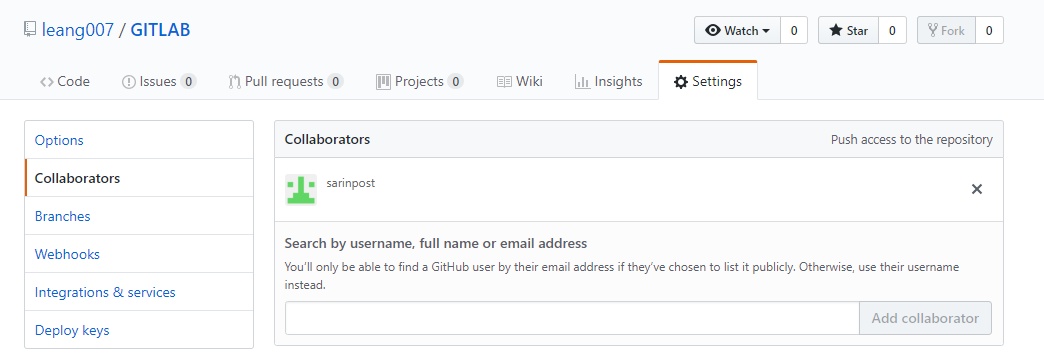 leang007 / GITLAB
Watch 0 Star 0 Fork 0
Code Issues 0 Pull requests 0 Projects 0 Wiki Insights Settings
Options
Collaborators
Branches
Webhooks
Integrations & services
Deploy keys
Collaborators Push access to the repository
sarinpost
Search by username, full name or email address
You'll only be able to find a GitHub user by their email address if they've chosen to list it publicly. Otherwise, use their username
instead.
Add collaborator